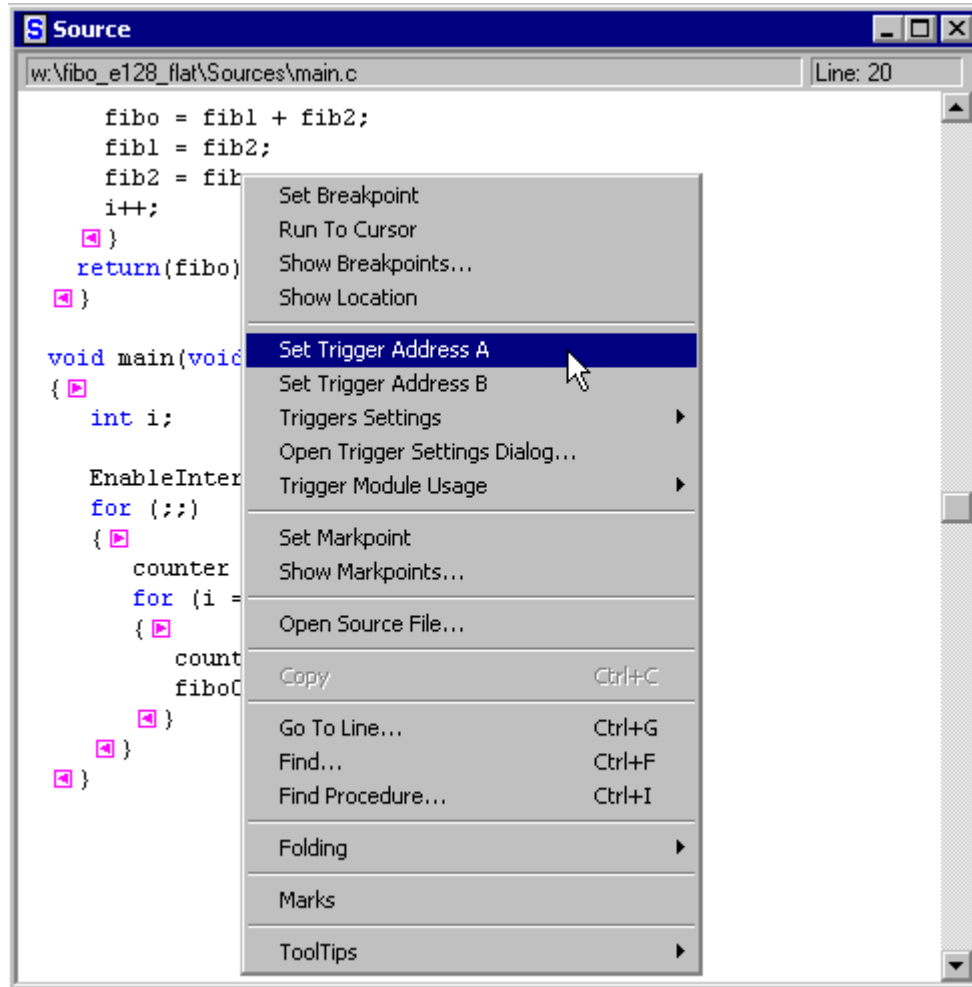 Source
w:\fibo_e128_flat\Sources\main.c Line: 20
fibo = fib1 + fib2;
fib1 = fib2;
fib2 = fib
i++;
}
return(fibo)
}
void main(void
{
int i;
EnableInter
for (;;)
{
counter
for (i =
{
count
fiboC
}
}
}
Set Breakpoint
Run To Cursor
Show Breakpoints...
Show Location
Set Trigger Address A
Set Trigger Address B
Triggers Settings
Open Trigger Settings Dialog...
Trigger Module Usage
Set Markpoint
Show Markpoints...
Open Source File...
Copy Ctrl+C
Go To Line... Ctrl+G
Find... Ctrl+F
Find Procedure... Ctrl+I
Folding
Marks
ToolTips